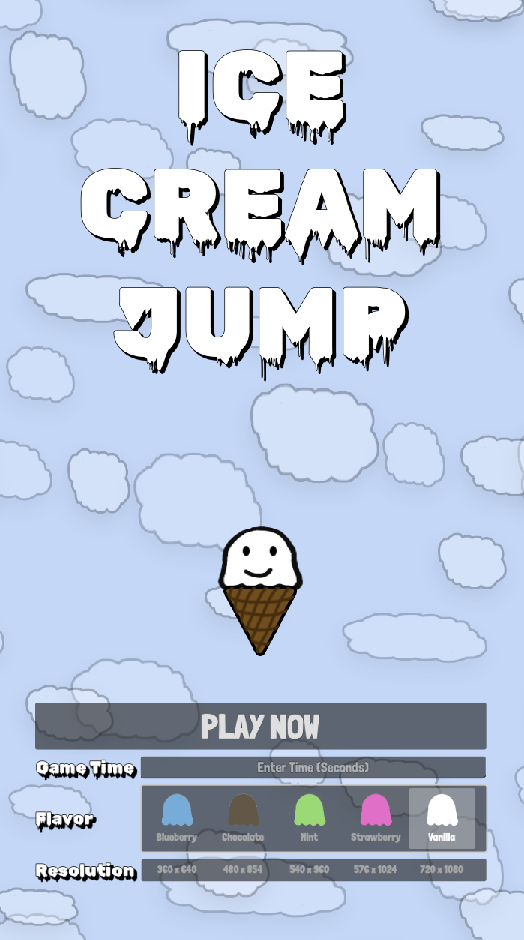 ICE
CREAM
JUMP
PLAY NOW
Game Time
Enter Time (Seconds)
Flavor
Blueberry Chocolate Mint Strawberry Vanilla
Resolution
360 x 640 480 x 854 540 x 960 576 x 1024 720 x 1080